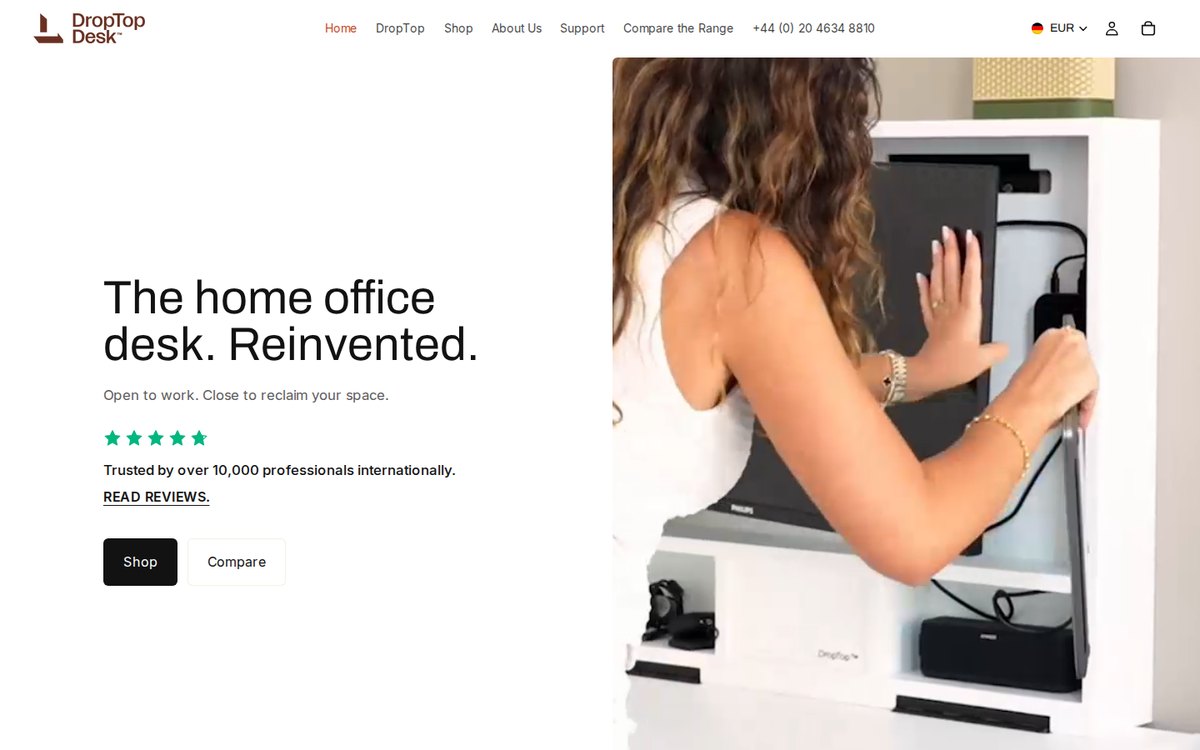 DropTop
Desk™
Home
DropTop
Shop
About Us
Support
Compare the Range
+44 (0) 20 4634 8810
EUR
The home office
desk. Reinvented.
Open to work. Close to reclaim your space.
Trusted by over 10,000 professionals internationally.
READ REVIEWS.
Shop
Compare
PHILIPS
DropTop™